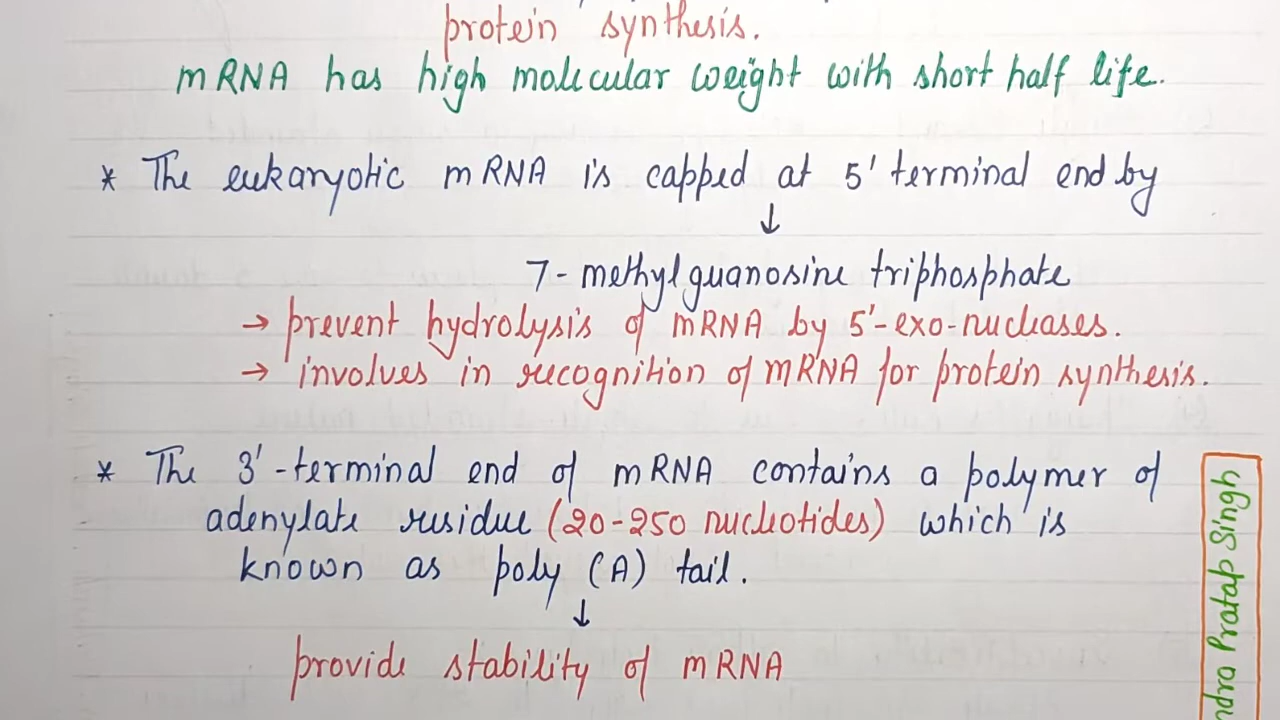 protein synthesis.
mRNA has high molecular weight with short half life.
* The eukaryotic mRNA is capped at 5' terminal end by
↓
7-methylguanosine triphosphate
→ prevent hydrolysis of mRNA by 5'-exo-nucleases.
→ involves in recognition of mRNA for protein synthesis.
* The 3'-terminal end of mRNA contains a polymer of
adenylate residue (20-250 nucleotides) which is
known as poly (A) tail.
↓
provide stability of mRNA
ndra Pratap Singh